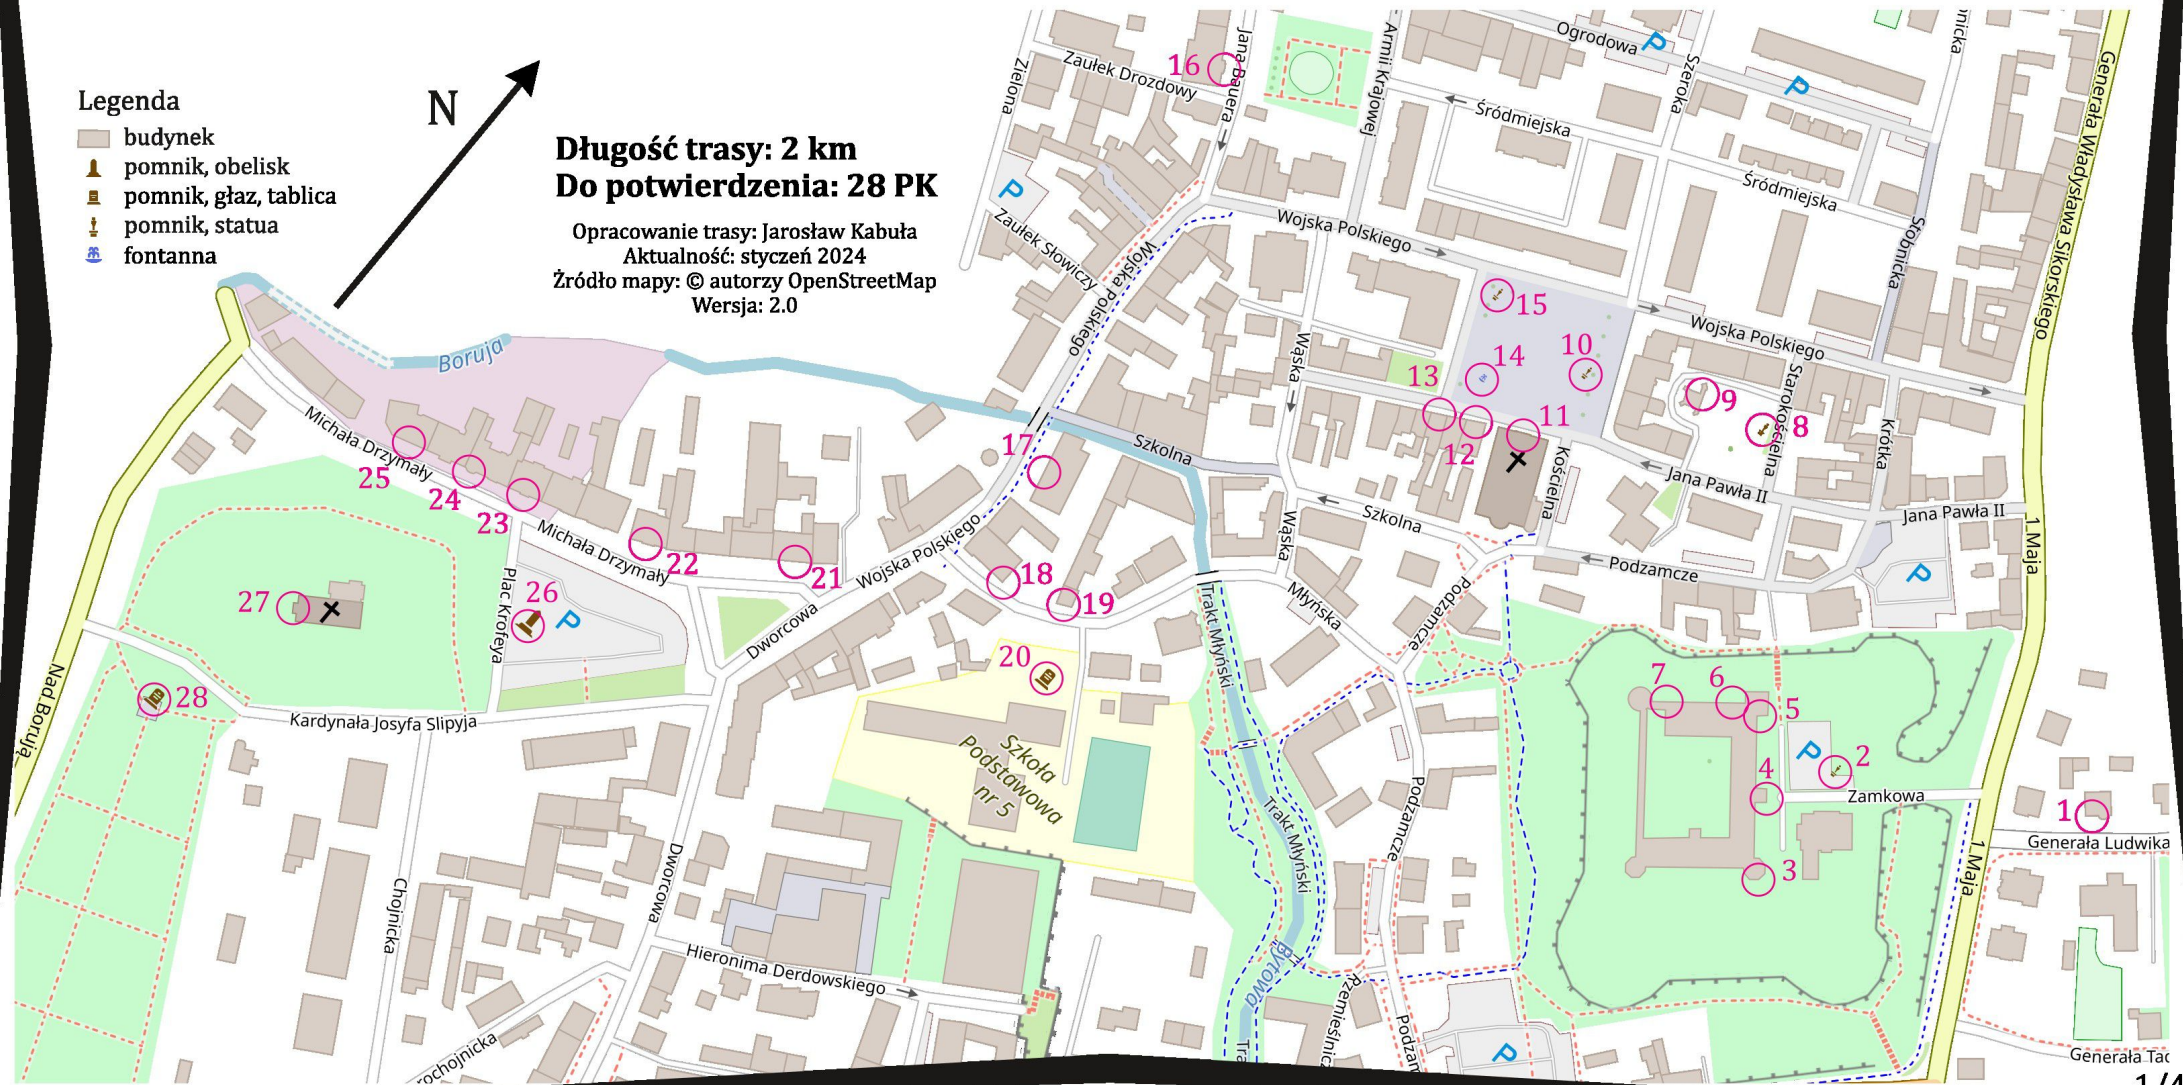 Legenda
budynek
pomnik, obelisk
pomnik, głaz, tablica
pomnik, statua
fontanna
N
Długość trasy: 2 km
Do potwierdzenia: 28 PK
Opracowanie trasy: Jarosław Kabuła
Aktualność: styczeń 2024
Źródło mapy: © autorzy OpenStreetMap
Wersja: 2.0
Zielona
Zaułek Drozdowy
16
Jana Bauera
Armii Krajowej
Ogrodowa
P
Szeroka
P
Śródmiejska
Śródmiejska
Generała Władysława Sikorskiego
P
Zaułek Słowiczy
Wojska Polskiego
Wojska Polskiego
Stobnicka
15
Wojska Polskiego
Boruja
Wąska
13
14
10
11
12
9
8
Starokościelna
Krótka
Michała Drzymały
25
24
23
17
Szkolna
Kościelna
Jana Pawła II
Jana Pawła II
1 Maja
Michała Drzymały
22
21
Wojska Polskiego
Wąska
Szkolna
Podzamcze
P
27
Plac Krofeya
26
P
18
19
Dworcowa
Trakt Młyński
Młyńska
Podzamcze
20
28
Nad Borują
Kardynała Josyfa Slipyja
Szkoła
Podstawowa
nr 5
7
6
5
P
2
4
Zamkowa
3
1
Generała Ludwika
Trakt Młyński
Podzamcze
1 Maja
Chojnicka
Dworcowa
Hieronima Derdowskiego
Bytowa
P
ochojnicka
Tra
Rzemieślnicz
Podzam
Generała Tad